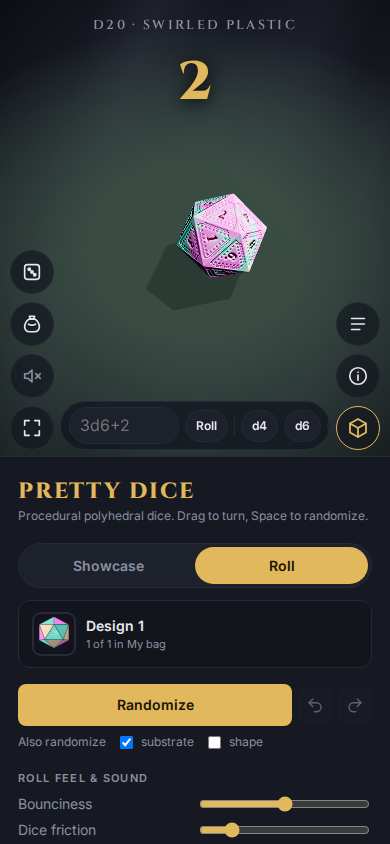 D20 · SWIRLED PLASTIC
2
2
1
3d6+2
Roll
d4
d6
PRETTY DICE
Procedural polyhedral dice. Drag to turn, Space to randomize.
Showcase
Roll
Design 1
1 of 1 in My bag
Randomize
Also randomize
substrate
shape
ROLL FEEL & SOUND
Bounciness
Dice friction